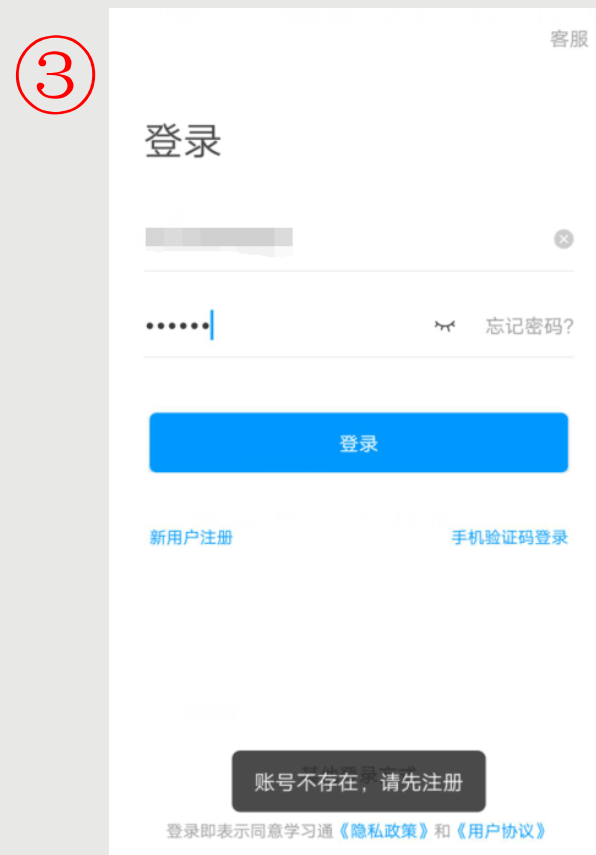 ③
客服
登录
••••••
忘记密码?
登录
新用户注册 手机验证码登录
账号不存在，请先注册
登录即表示同意学习通《隐私政策》和《用户协议》